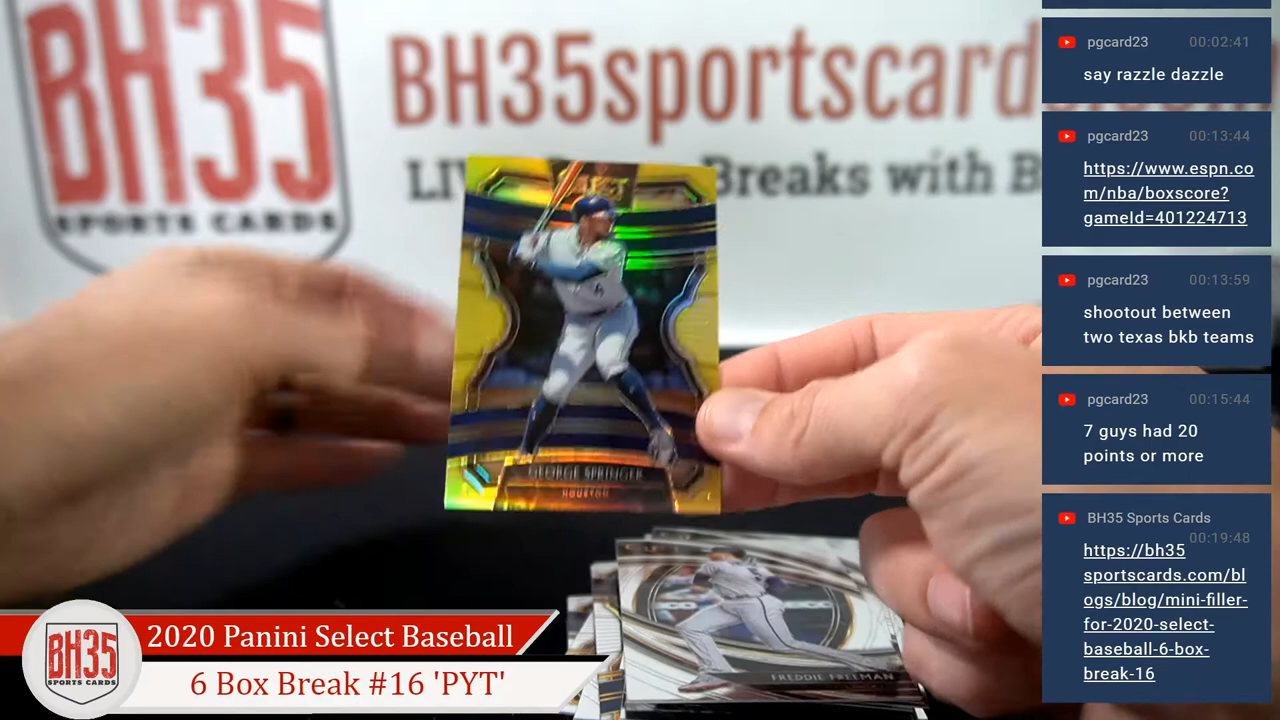 BH35
SPORTS CARDS
BH35sportscards
Breaks with
SELECT
GEORGE SPRINGER
HOUSTON
FREDDIE FREEMAN
BH35
SPORTS CARDS
2020 Panini Select Baseball
6 Box Break #16 'PYT'
pgcard23 00:02:41
say razzle dazzle
pgcard23 00:13:44
https://www.espn.co
m/nba/boxscore?
gameId=401224713
pgcard23 00:13:59
shootout between
two texas bkb teams
pgcard23 00:15:44
7 guys had 20
points or more
BH35 Sports Cards
00:19:48
https://bh35
sportscards.com/bl
ogs/blog/mini-filler-
for-2020-select-
baseball-6-box-
break-16